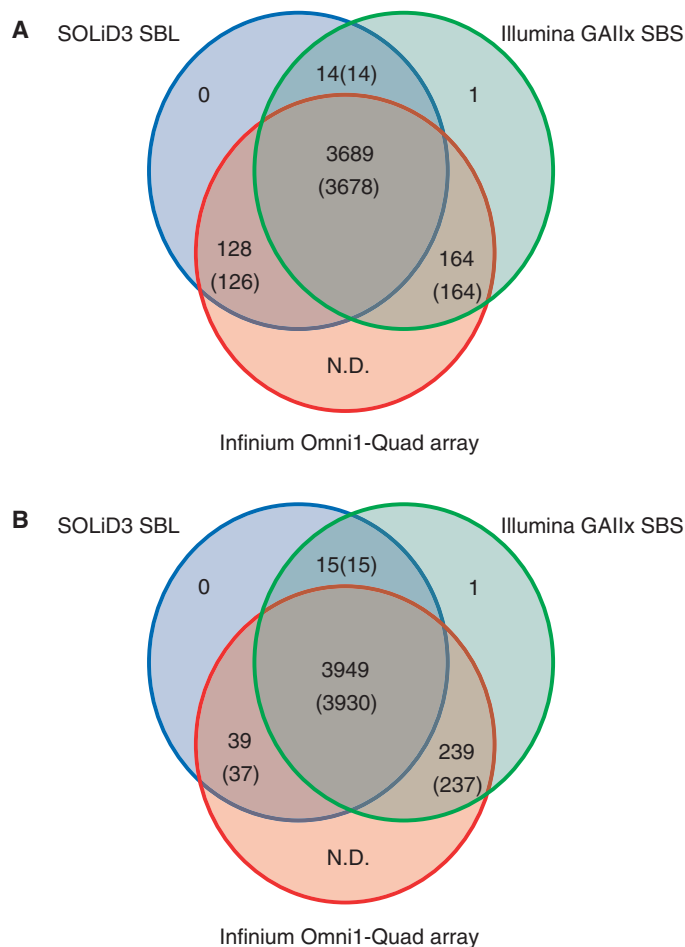 A
SOLiD3 SBL
Illumina GAIIx SBS
0
14(14)
1
3689
(3678)
128
(126)
164
(164)
N.D.
Infinium Omni1-Quad array
B
SOLiD3 SBL
Illumina GAIIx SBS
0
15(15)
1
3949
(3930)
39
(37)
239
(237)
N.D.
Infinium Omni1-Quad array